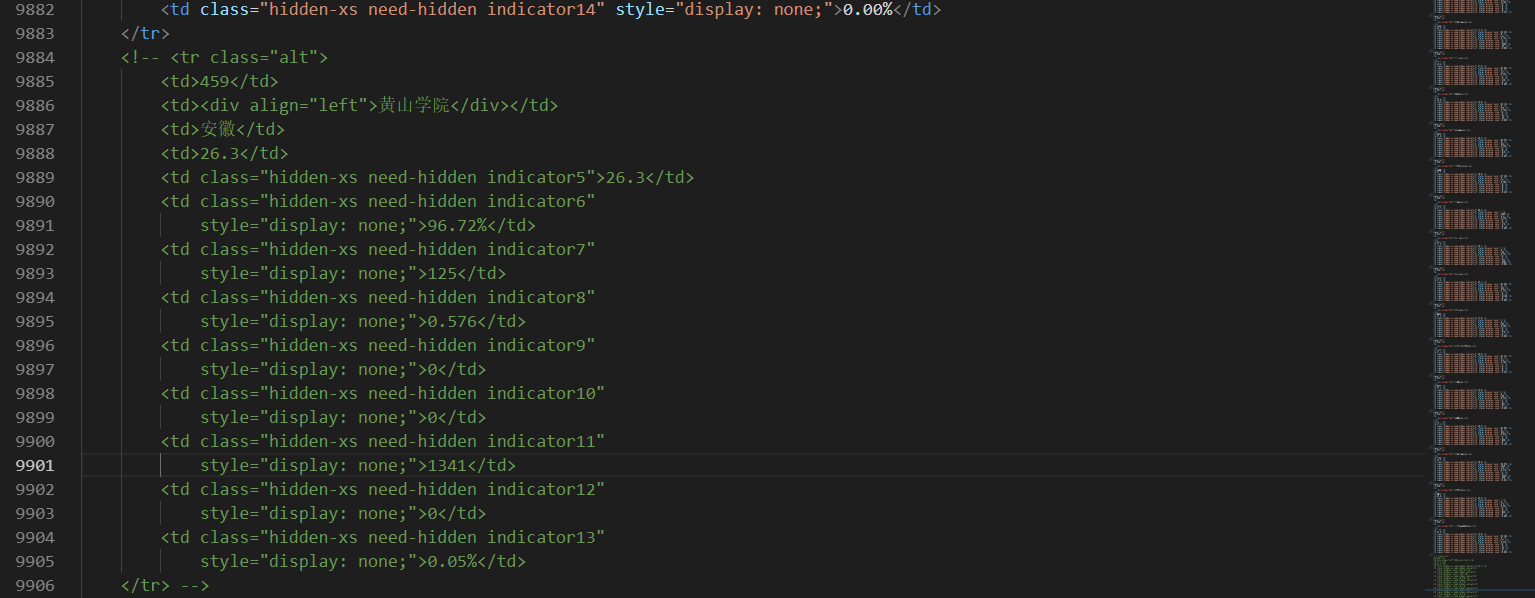 9882 <td class="hidden-xs need-hidden indicator14" style="display: none;">0.00%</td>
9883 </tr>
9884 <!-- <tr class="alt">
9885 <td>459</td>
9886 <td><div align="left">黄山学院</div></td>
9887 <td>安徽</td>
9888 <td>26.3</td>
9889 <td class="hidden-xs need-hidden indicator5">26.3</td>
9890 <td class="hidden-xs need-hidden indicator6"
9891 style="display: none;">96.72%</td>
9892 <td class="hidden-xs need-hidden indicator7"
9893 style="display: none;">125</td>
9894 <td class="hidden-xs need-hidden indicator8"
9895 style="display: none;">0.576</td>
9896 <td class="hidden-xs need-hidden indicator9"
9897 style="display: none;">0</td>
9898 <td class="hidden-xs need-hidden indicator10"
9899 style="display: none;">0</td>
9900 <td class="hidden-xs need-hidden indicator11"
9901 style="display: none;">1341</td>
9902 <td class="hidden-xs need-hidden indicator12"
9903 style="display: none;">0</td>
9904 <td class="hidden-xs need-hidden indicator13"
9905 style="display: none;">0.05%</td>
9906 </tr> -->